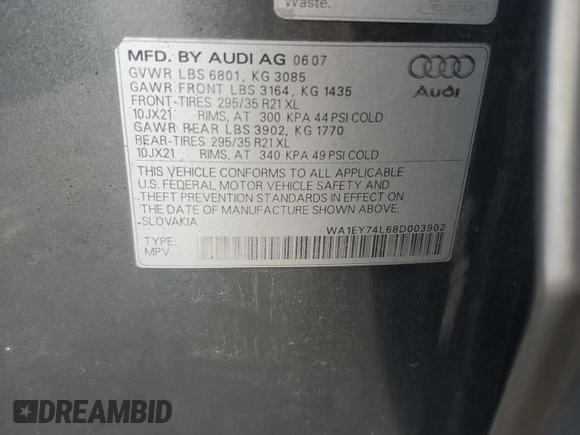 Waste.
MFD. BY AUDI AG 0607
GVWR LBS 6801, KG 3085
GAWR FRONT LBS 3164, KG 1435
FRONT-TIRES 295/35 R21 XL
10JX21 RIMS, AT 300 KPA 44 PSI COLD
GAWR REAR LBS 3902, KG 1770
REAR-TIRES 295/35 R21 XL
10JX21 RIMS, AT 340 KPA 49 PSI COLD
Audi
THIS VEHICLE CONFORMS TO ALL APPLICABLE
U.S. FEDERAL MOTOR VEHICLE SAFETY AND
THEFT PREVENTION STANDARDS IN EFFECT ON
THE DATE OF MANUFACTURE SHOWN ABOVE.
SLOVAKIA
WA1EY74L68D003902
TYPE:
MPV
DREAMBID